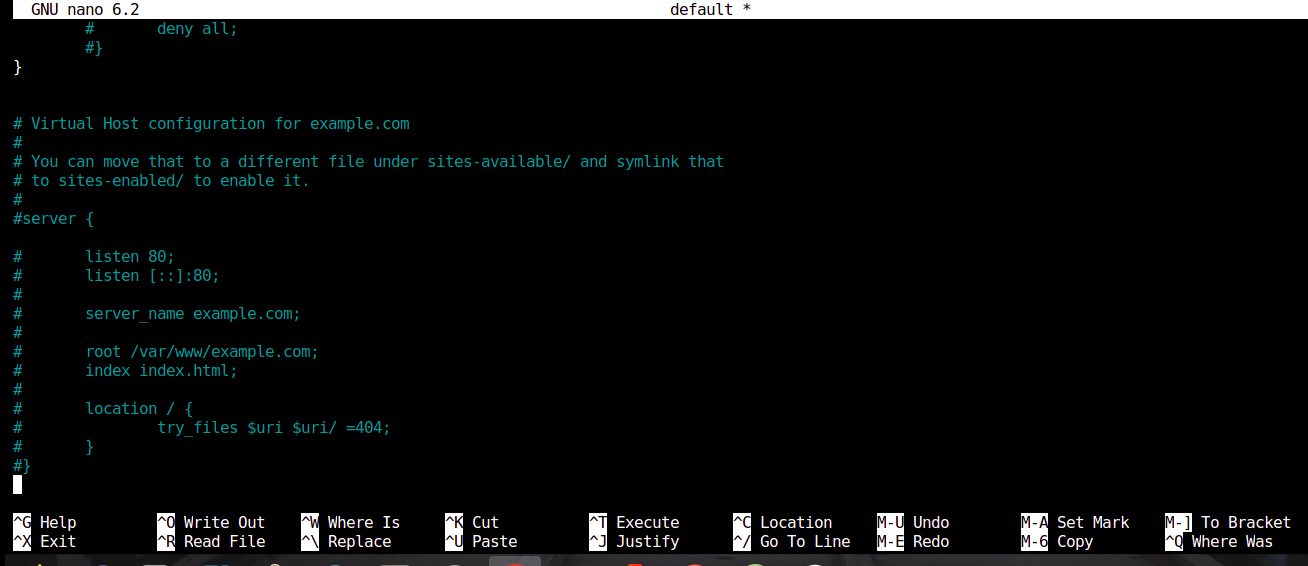 GNU nano 6.2 default *
#       deny all;
#}
}
# Virtual Host configuration for example.com
#
# You can move that to a different file under sites-available/ and symlink that
# to sites-enabled/ to enable it.
#
#server {
#       listen 80;
#       listen [::]:80;
#
#       server_name example.com;
#
#       root /var/www/example.com;
#       index index.html;
#
#       location / {
#               try_files $uri $uri/ =404;
#       }
#}
^G Help ^O Write Out ^W Where Is ^K Cut ^T Execute ^C Location M-U Undo M-A Set Mark M-] To Bracket
^X Exit ^R Read File ^\ Replace ^U Paste ^J Justify ^/ Go To Line M-E Redo M-6 Copy ^Q Where Was